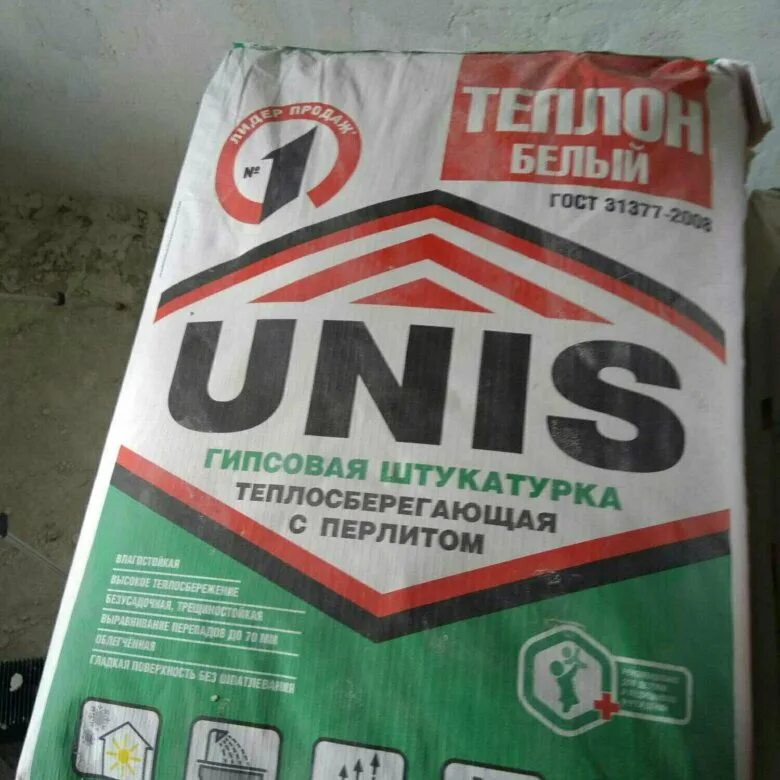 ЛИДЕР ПРОДАЖ
№1
ТЕПЛОН
БЕЛЫЙ
ГОСТ 31377-2008
UNIS
ГИПСОВАЯ ШТУКАТУРКА
ТЕПЛОСБЕРЕГАЮЩАЯ
С ПЕРЛИТОМ
ВЛАГОСТОЙКАЯ
ВЫСОКОЕ ТЕПЛОСБЕРЕЖЕНИЕ
БЕЗУСАДОЧНАЯ, ТРЕЩИНОСТОЙКАЯ
ВЫРАВНИВАНИЕ ПЕРЕПАДОВ ДО 70 ММ
ОБЛЕГЧЁННАЯ
ГЛАДКАЯ ПОВЕРХНОСТЬ БЕЗ ШПАТЛЕВАНИЯ